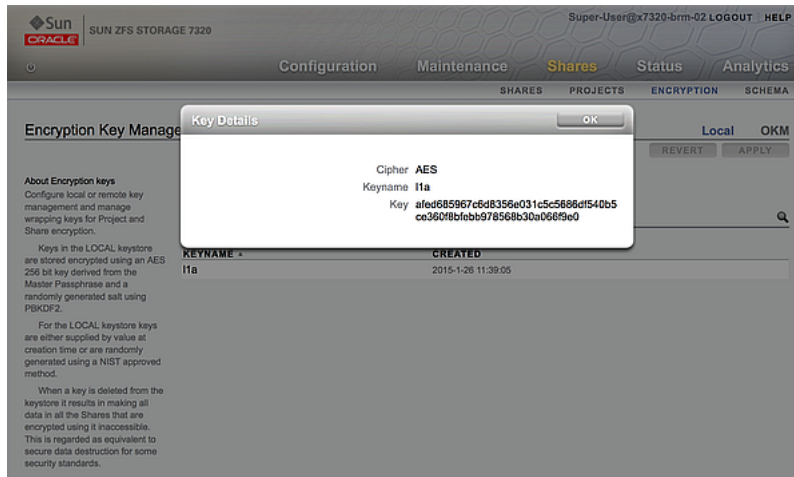 Sun
ORACLE
SUN ZFS STORAGE 7320
Super-User@x7320-brm-02 LOGOUT HELP
Configuration Maintenance Shares Status Analytics
SHARES PROJECTS ENCRYPTION SCHEMA
Encryption Key Manage
Local OKM
REVERT APPLY
Key Details
OK
Cipher AES
Keyname l1a
Key afed685967c6d8356e031c5c5686df540b5
ce360f8bfebb978568b30a066f9e0
About Encryption keys
Configure local or remote key
management and manage
wrapping keys for Project and
Share encryption.
Keys in the LOCAL keystore
are stored encrypted using an AES
256 bit key derived from the
Master Passphrase and a
randomly generated salt using
PBKDF2.
For the LOCAL keystore keys
are either supplied by value at
creation time or are randomly
generated using a NIST approved
method.
When a key is deleted from the
keystore it results in making all
data in all the Shares that are
encrypted using it inaccessible.
This is regarded as equivalent to
secure data destruction for some
security standards.
KEYNAME CREATED
l1a 2015-1-26 11:39:05